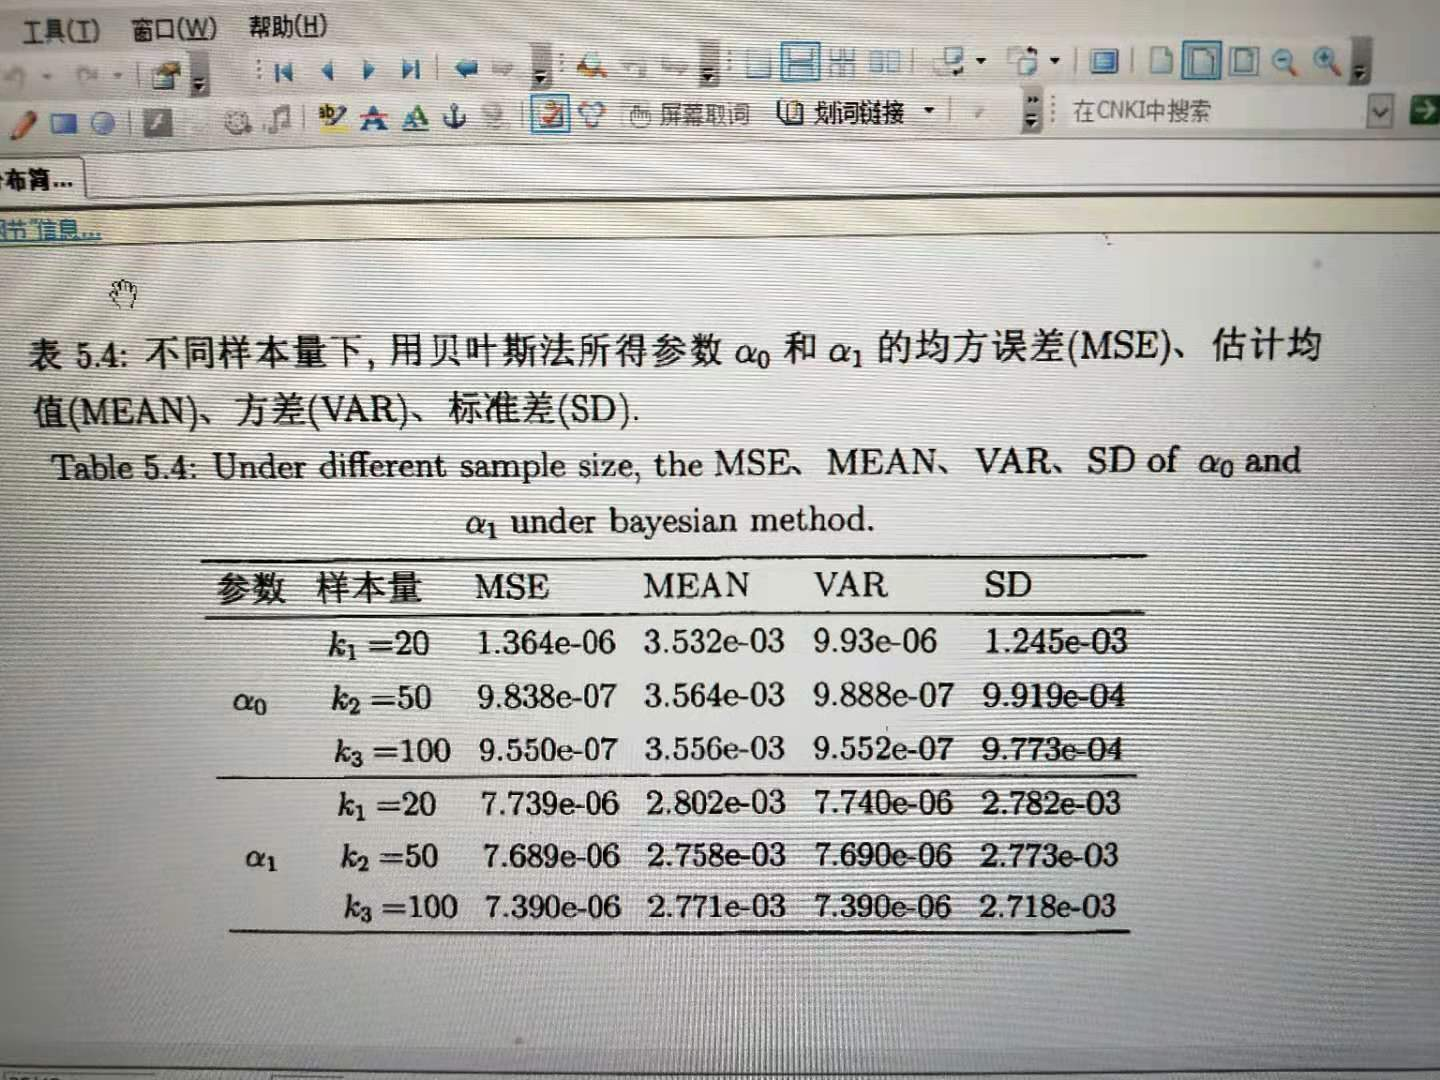 工具(T) 窗口(W) 帮助(H)
屏幕取词 划词链接 在CNKI中搜索
布简...
节"信息...
表 5.4: 不同样本量下, 用贝叶斯法所得参数 α₀ 和 α₁ 的均方误差(MSE)、估计均
值(MEAN)、方差(VAR)、标准差(SD).
Table 5.4: Under different sample size, the MSE、MEAN、VAR、SD of α₀ and
α₁ under bayesian method.
参数 样本量 MSE MEAN VAR SD
k₁ =20 1.364e-06 3.532e-03 9.93e-06 1.245e-03
α₀ k₂ =50 9.838e-07 3.564e-03 9.888e-07 9.919e-04
k₃ =100 9.550e-07 3.556e-03 9.552e-07 9.773e-04
k₁ =20 7.739e-06 2.802e-03 7.740e-06 2.782e-03
α₁ k₂ =50 7.689e-06 2.758e-03 7.690e-06 2.773e-03
k₃ =100 7.390e-06 2.771e-03 7.390e-06 2.718e-03